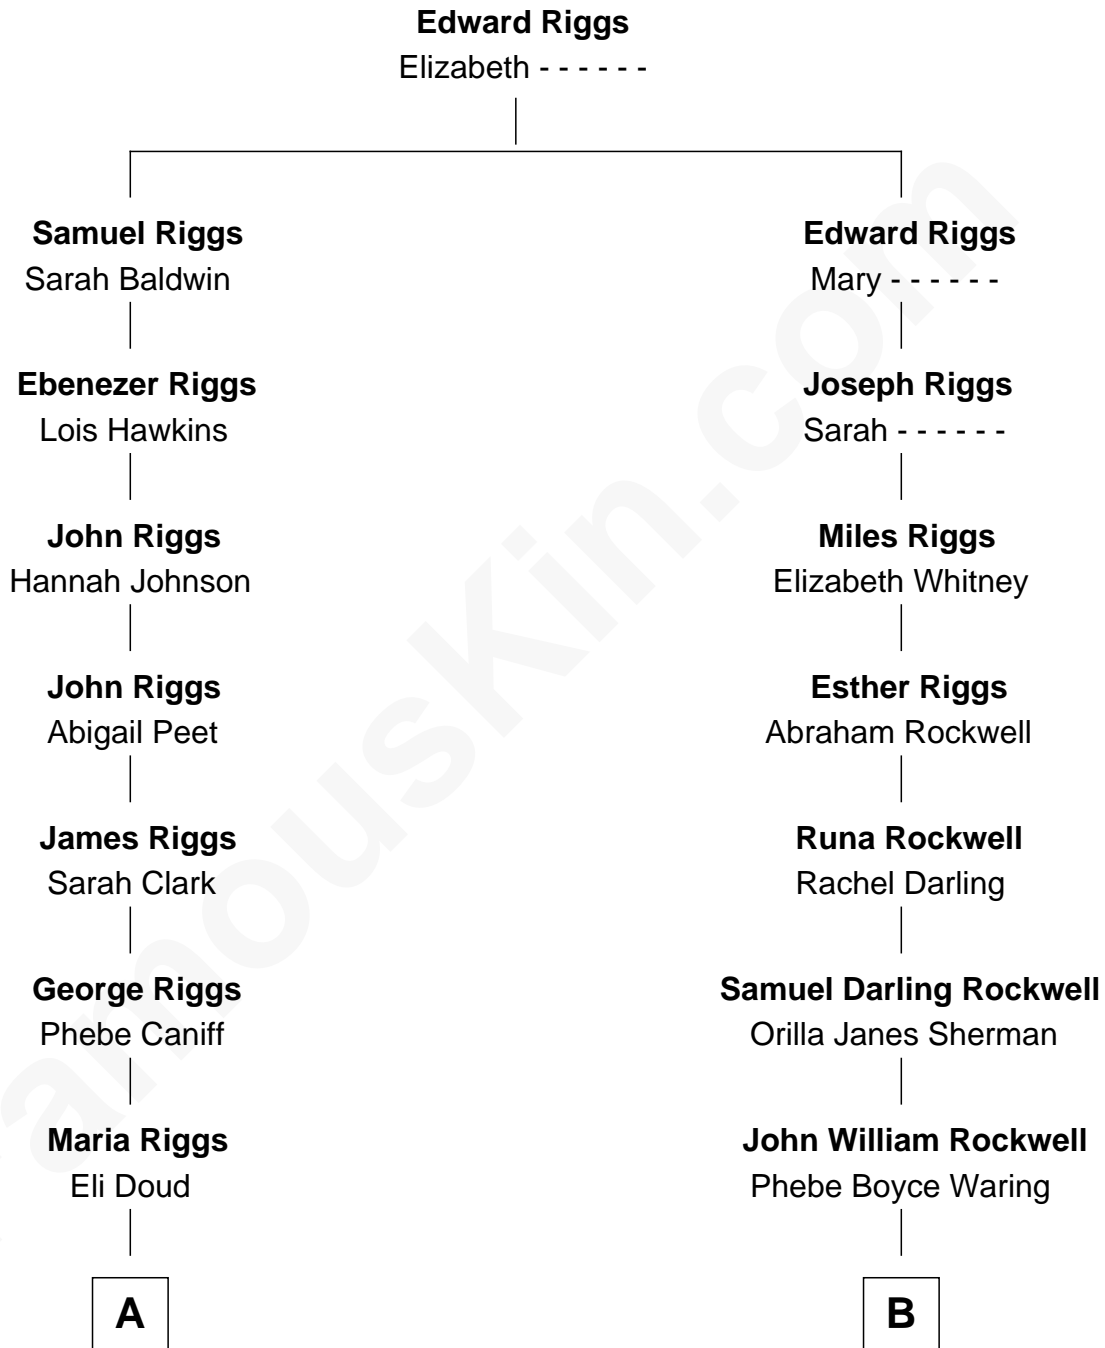 Edward Riggs
Elizabeth - - - - - -
Samuel Riggs
Sarah Baldwin
Edward Riggs
Mary - - - - - -
Ebenezer Riggs
Lois Hawkins
Joseph Riggs
Sarah - - - - - -
John Riggs
Hannah Johnson
Miles Riggs
Elizabeth Whitney
John Riggs
Abigail Peet
Esther Riggs
Abraham Rockwell
James Riggs
Sarah Clark
Runa Rockwell
Rachel Darling
George Riggs
Phebe Caniff
Samuel Darling Rockwell
Orilla Janes Sherman
Maria Riggs
Eli Doud
John William Rockwell
Phebe Boyce Waring
A
B
amousKin.com